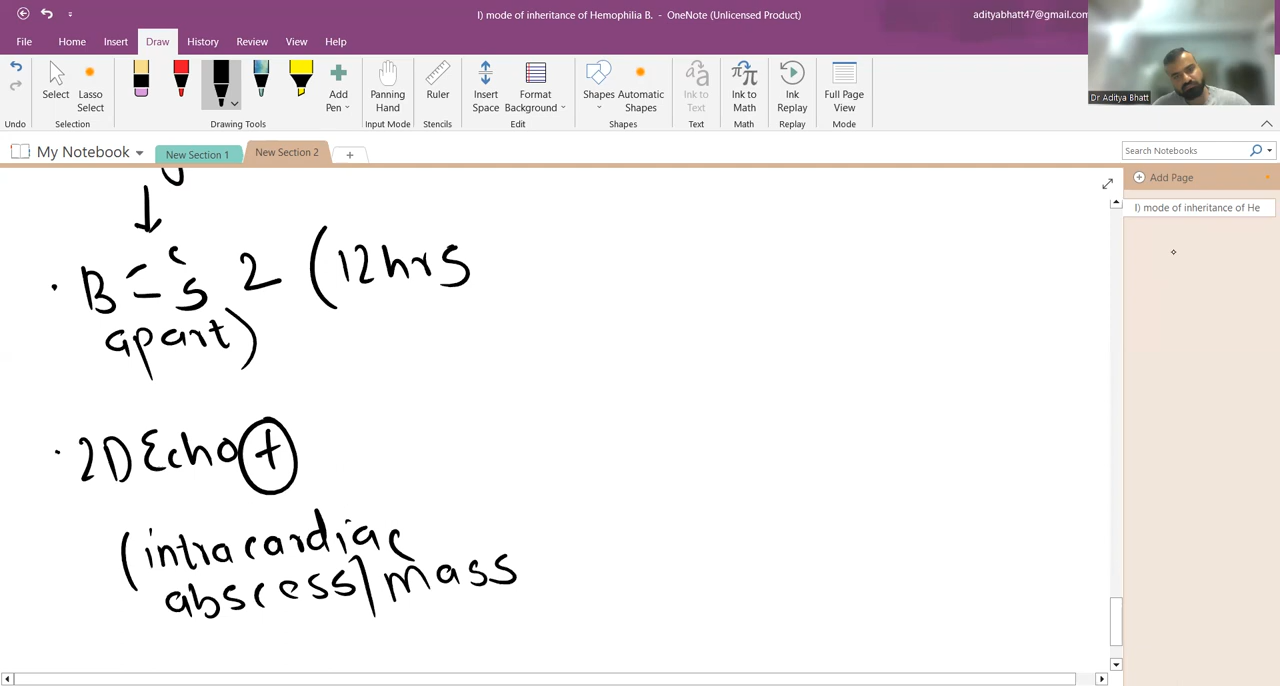 I) mode of inheritance of Hemophilia B. - OneNote (Unlicensed Product)
adityabhatt47@gmail.com
File Home Insert Draw History Review View Help
Undo
Select
Lasso Select
Selection
Drawing Tools
Add Pen
Panning Hand
Input Mode
Ruler
Stencils
Insert Space
Format Background
Edit
Shapes
Automatic Shapes
Shapes
Ink to Text
Text
Ink to Math
Math
Ink Replay
Replay
Full Page View
Mode
Dr Aditya Bhatt
My Notebook
New Section 1
New Section 2
Search Notebooks
Add Page
I) mode of inheritance of He
2 (12hrs
apart)
· 2D Echo +
(intracardiac
abscess/mass